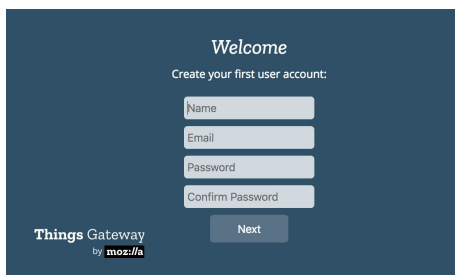 Welcome
Create your first user account:
Name
Email
Password
Confirm Password
Next
Things Gateway
by moz://a